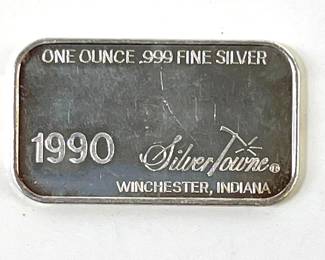 ONE OUNCE .999 FINE SILVER
1990 SilverTowne ®
WINCHESTER, INDIANA